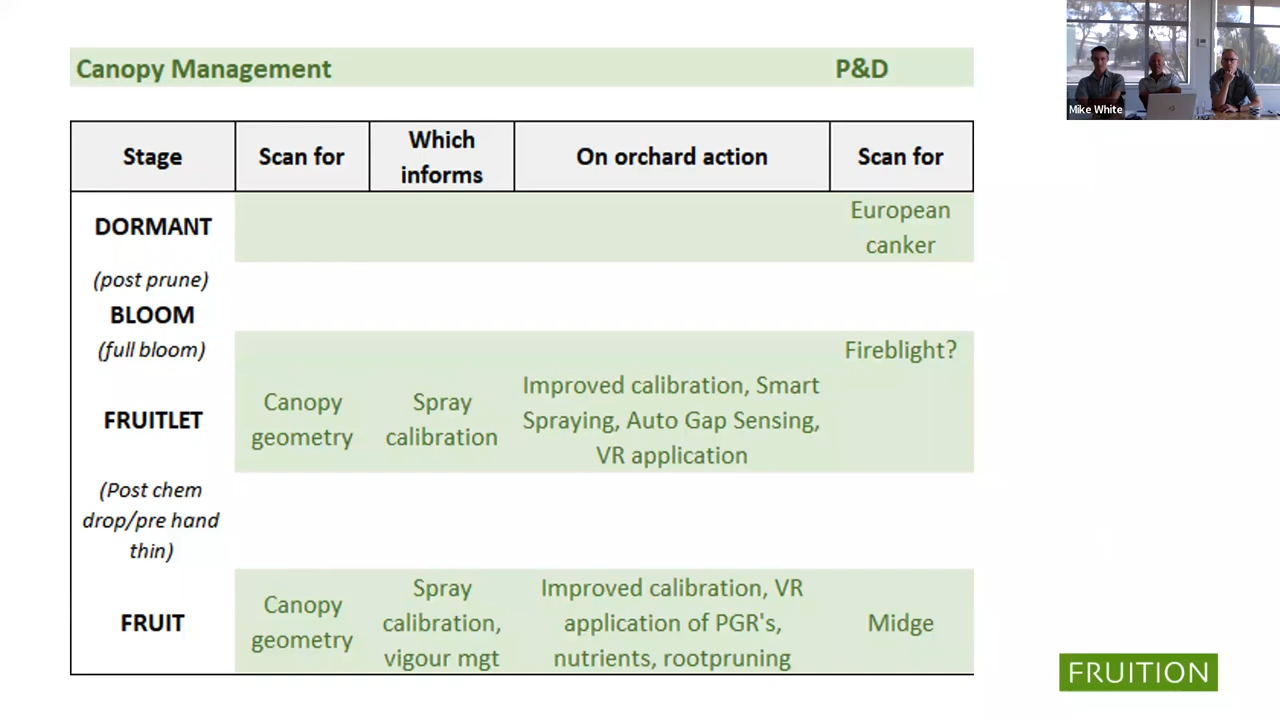 Canopy Management P&D
Stage Scan for Which informs On orchard action Scan for
DORMANT
European
canker
(post prune)
BLOOM
(full bloom)
Fireblight?
FRUITLET
Canopy
geometry
Spray
calibration
Improved calibration, Smart
Spraying, Auto Gap Sensing,
VR application
(Post chem
drop/pre hand
thin)
FRUIT
Canopy
geometry
Spray
calibration,
vigour mgt
Improved calibration, VR
application of PGR's,
nutrients, rootpruning
Midge
Mike White
FRUITION